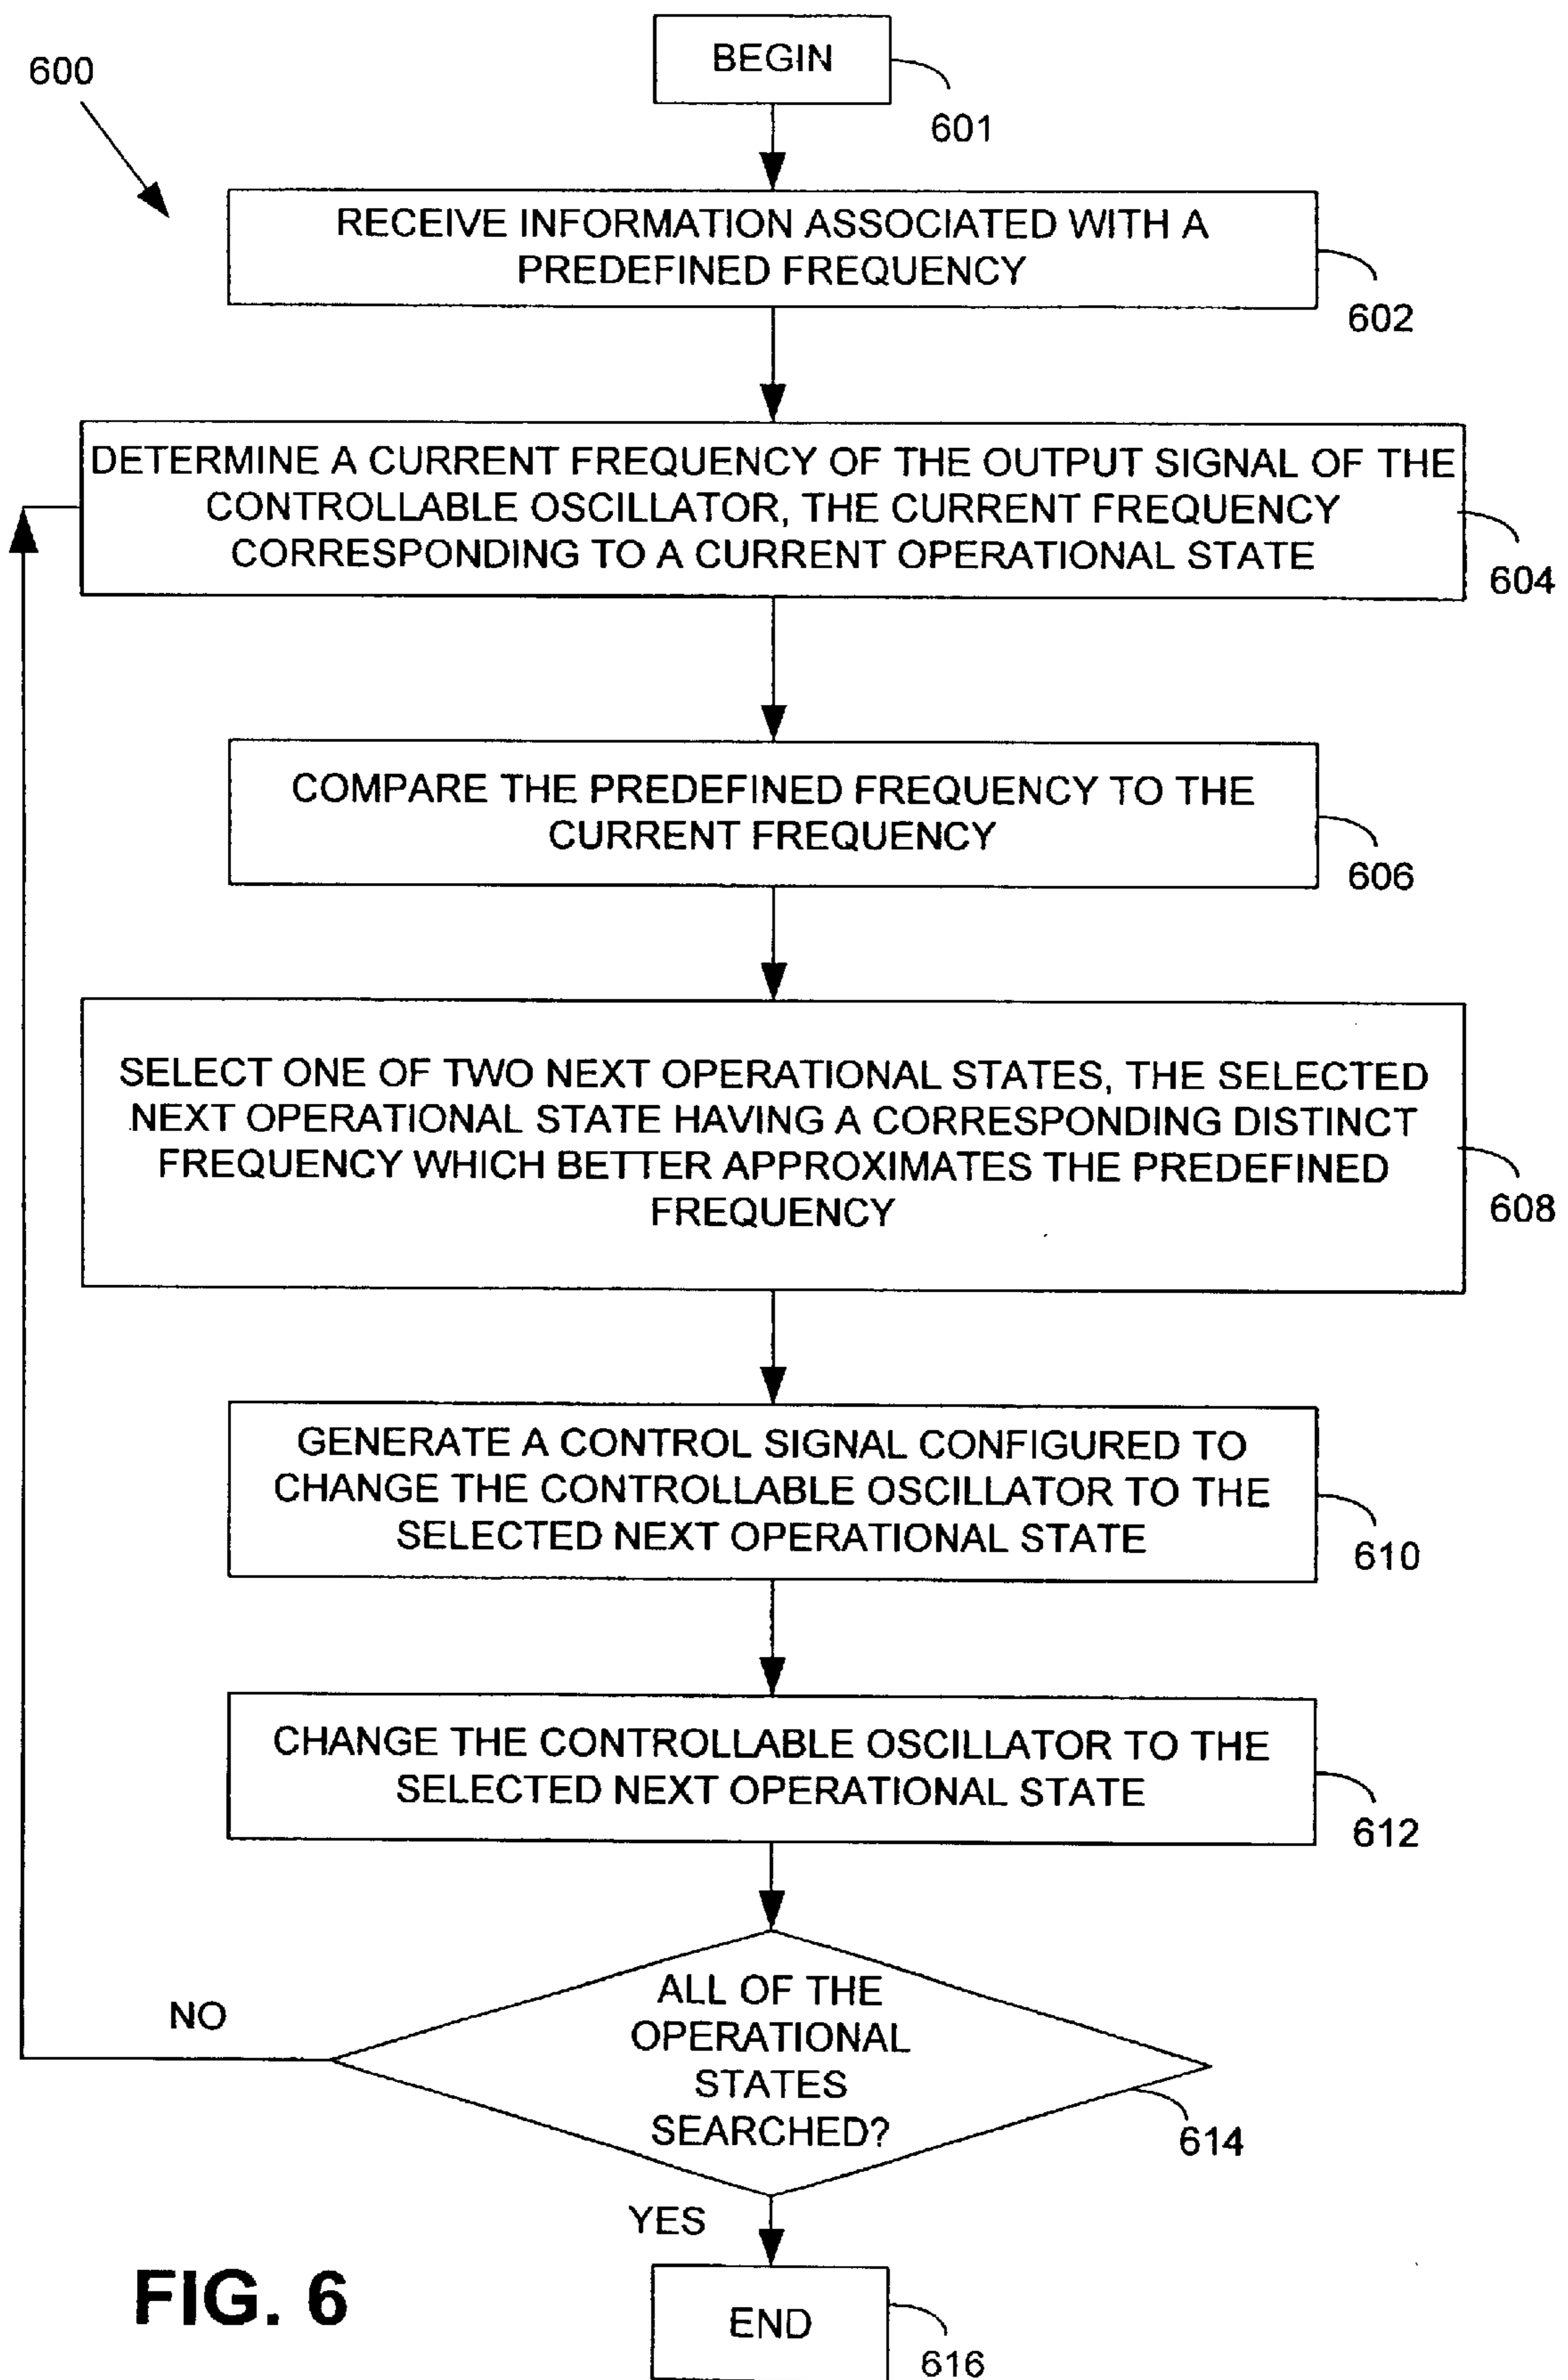 BEGIN
600
601
RECEIVE INFORMATION ASSOCIATED WITH A
PREDEFINED FREQUENCY
602
DETERMINE A CURRENT FREQUENCY OF THE OUTPUT SIGNAL OF THE
CONTROLLABLE OSCILLATOR, THE CURRENT FREQUENCY
CORRESPONDING TO A CURRENT OPERATIONAL STATE
604
COMPARE THE PREDEFINED FREQUENCY TO THE
CURRENT FREQUENCY
606
SELECT ONE OF TWO NEXT OPERATIONAL STATES, THE SELECTED
NEXT OPERATIONAL STATE HAVING A CORRESPONDING DISTINCT
FREQUENCY WHICH BETTER APPROXIMATES THE PREDEFINED
FREQUENCY
608
GENERATE A CONTROL SIGNAL CONFIGURED TO
CHANGE THE CONTROLLABLE OSCILLATOR TO THE
SELECTED NEXT OPERATIONAL STATE
610
CHANGE THE CONTROLLABLE OSCILLATOR TO THE
SELECTED NEXT OPERATIONAL STATE
612
ALL OF THE
OPERATIONAL
STATES
SEARCHED?
NO
614
YES
FIG. 6
END
616